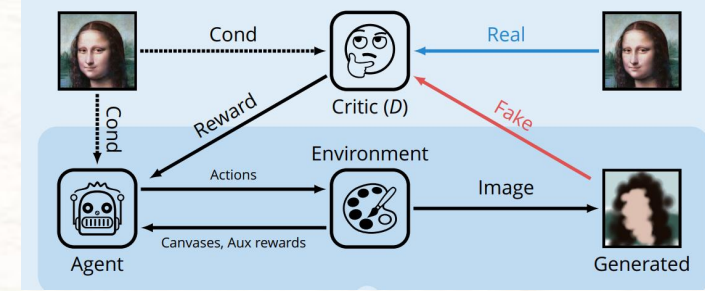 Cond
Real
Critic (D)
Cond
Reward
Fake
Environment
Actions
Image
Canvases, Aux rewards
Agent
Generated